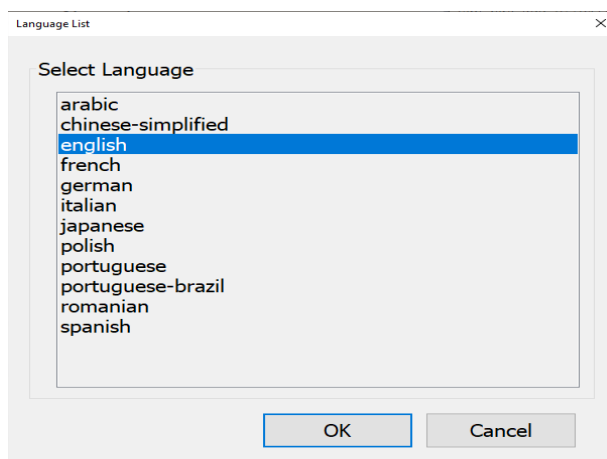 Language List
Select Language
arabic
chinese-simplified
english
french
german
italian
japanese
polish
portuguese
portuguese-brazil
romanian
spanish
OK
Cancel